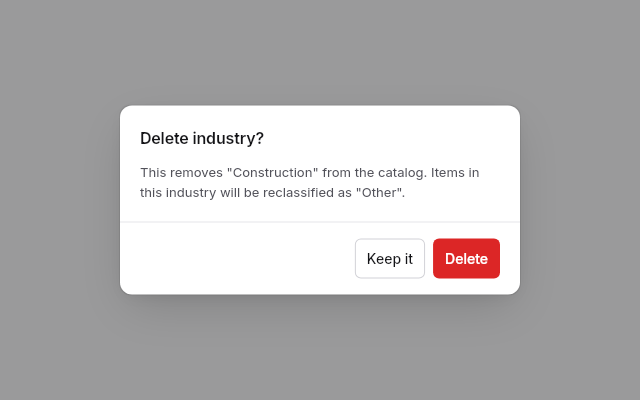 Delete industry?
This removes "Construction" from the catalog. Items in
this industry will be reclassified as "Other".
Keep it
Delete